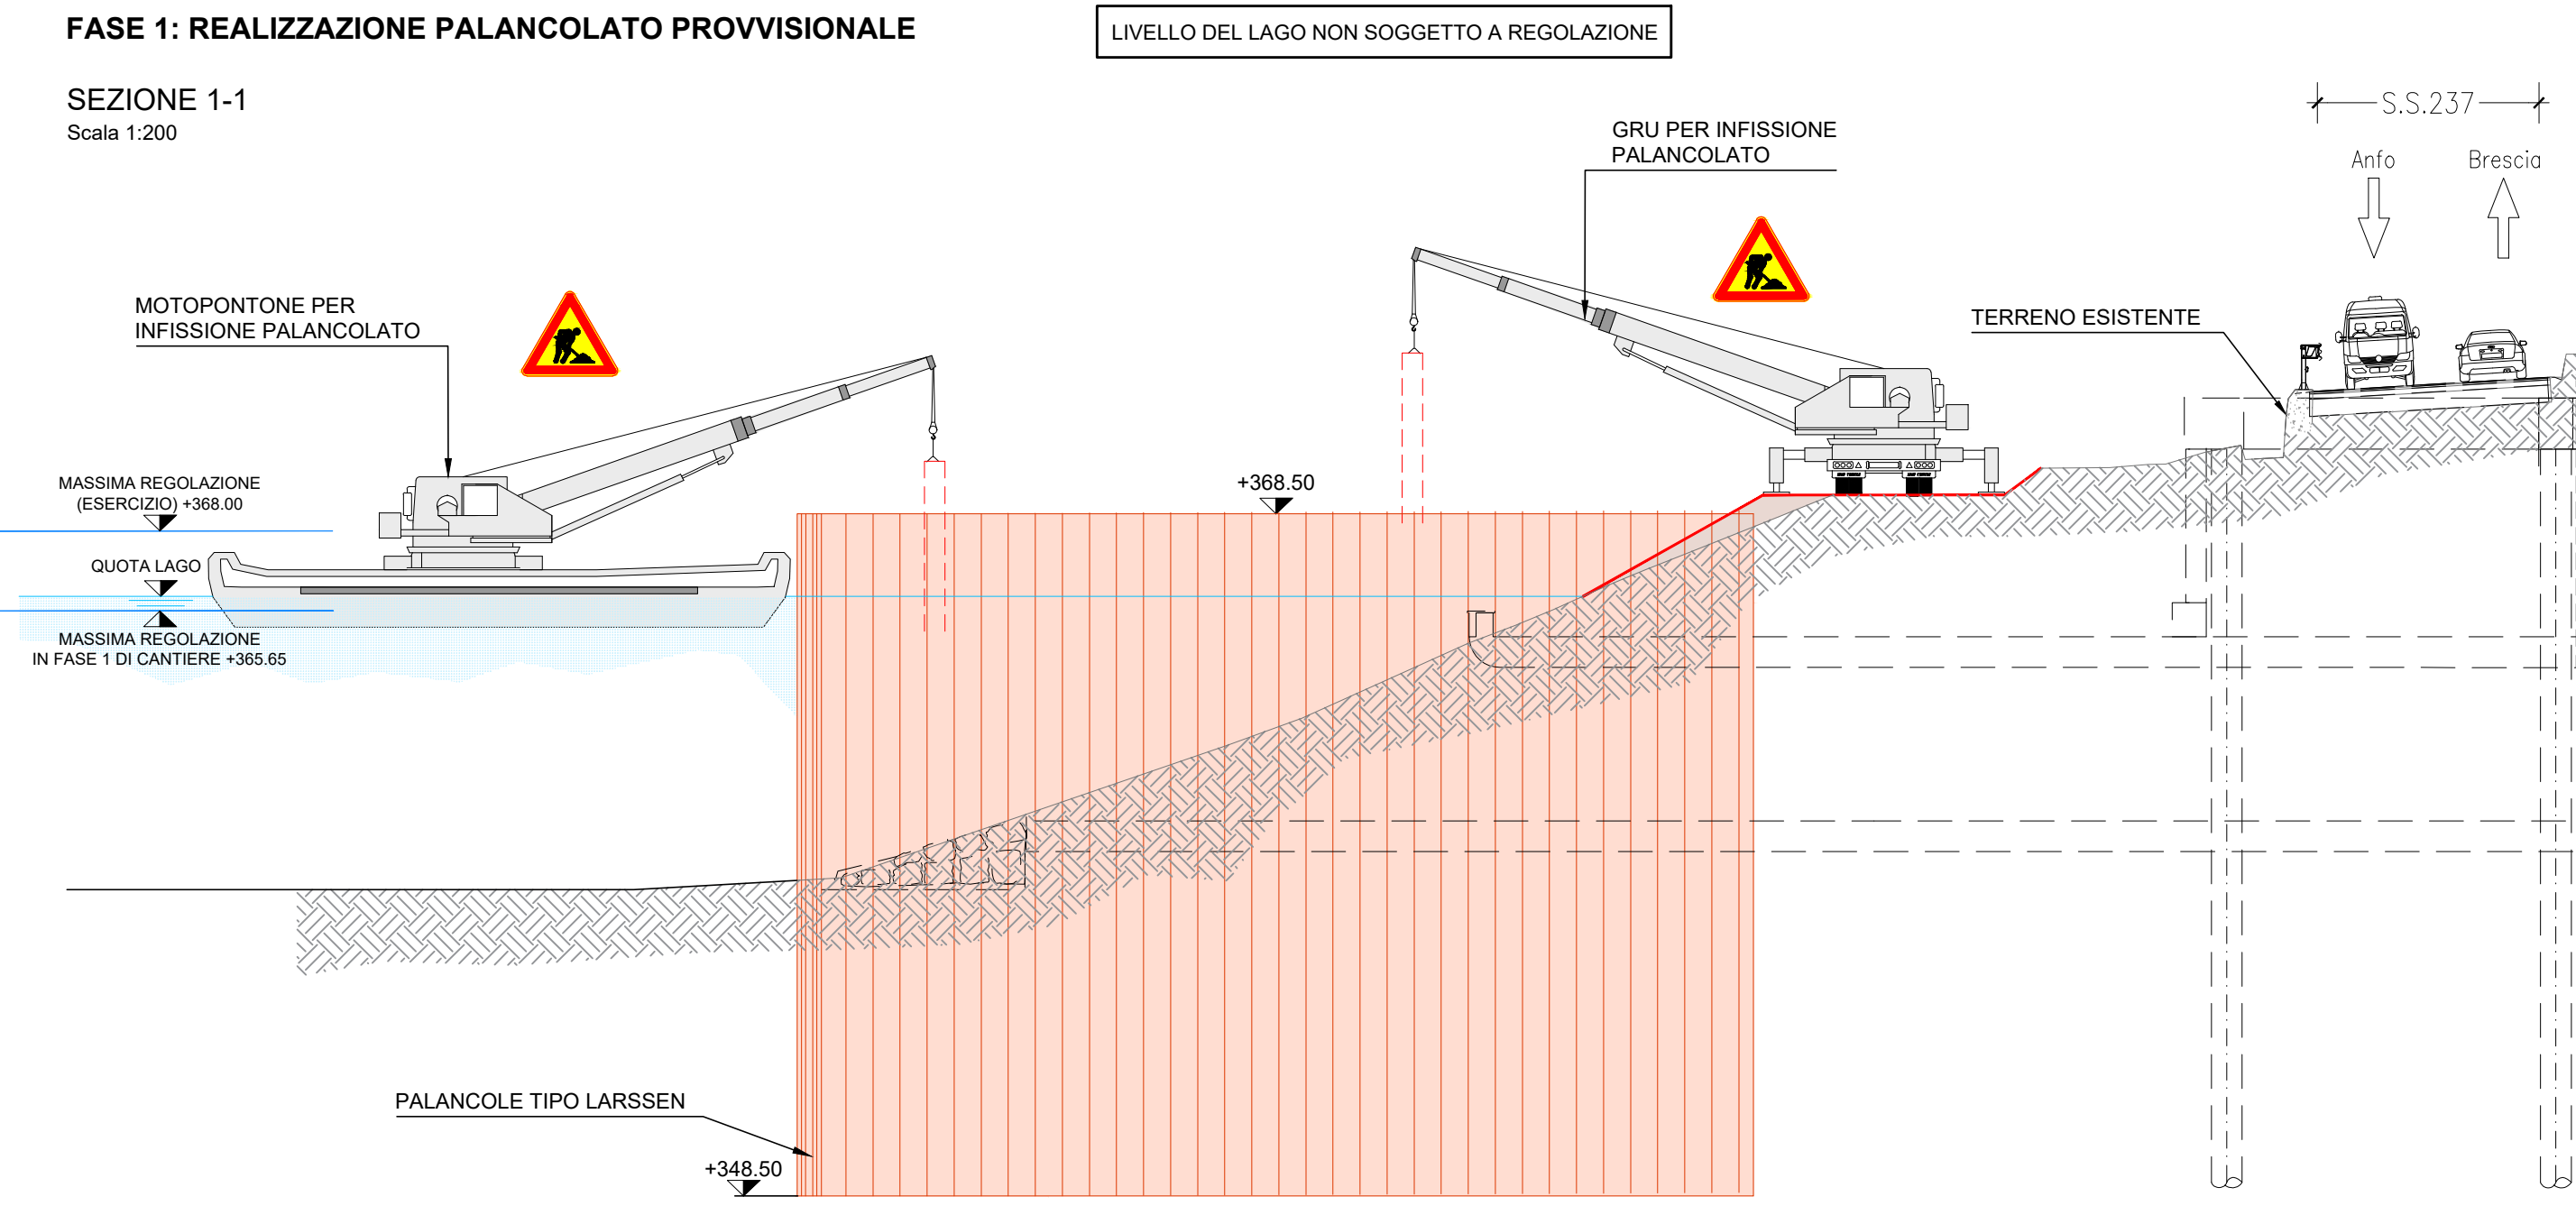 FASE 1: REALIZZAZIONE PALANCOLATO PROVVISIONALE
LIVELLO DEL LAGO NON SOGGETTO A REGOLAZIONE
SEZIONE 1-1
Scala 1:200
S.S.237
Anfo
Brescia
GRU PER INFISSIONE
PALANCOLATO
MOTOPONTONE PER
INFISSIONE PALANCOLATO
TERRENO ESISTENTE
MASSIMA REGOLAZIONE
(ESERCIZIO) +368.00
+368.50
QUOTA LAGO
MASSIMA REGOLAZIONE
IN FASE 1 DI CANTIERE +365.65
PALANCOLE TIPO LARSSEN
+348.50